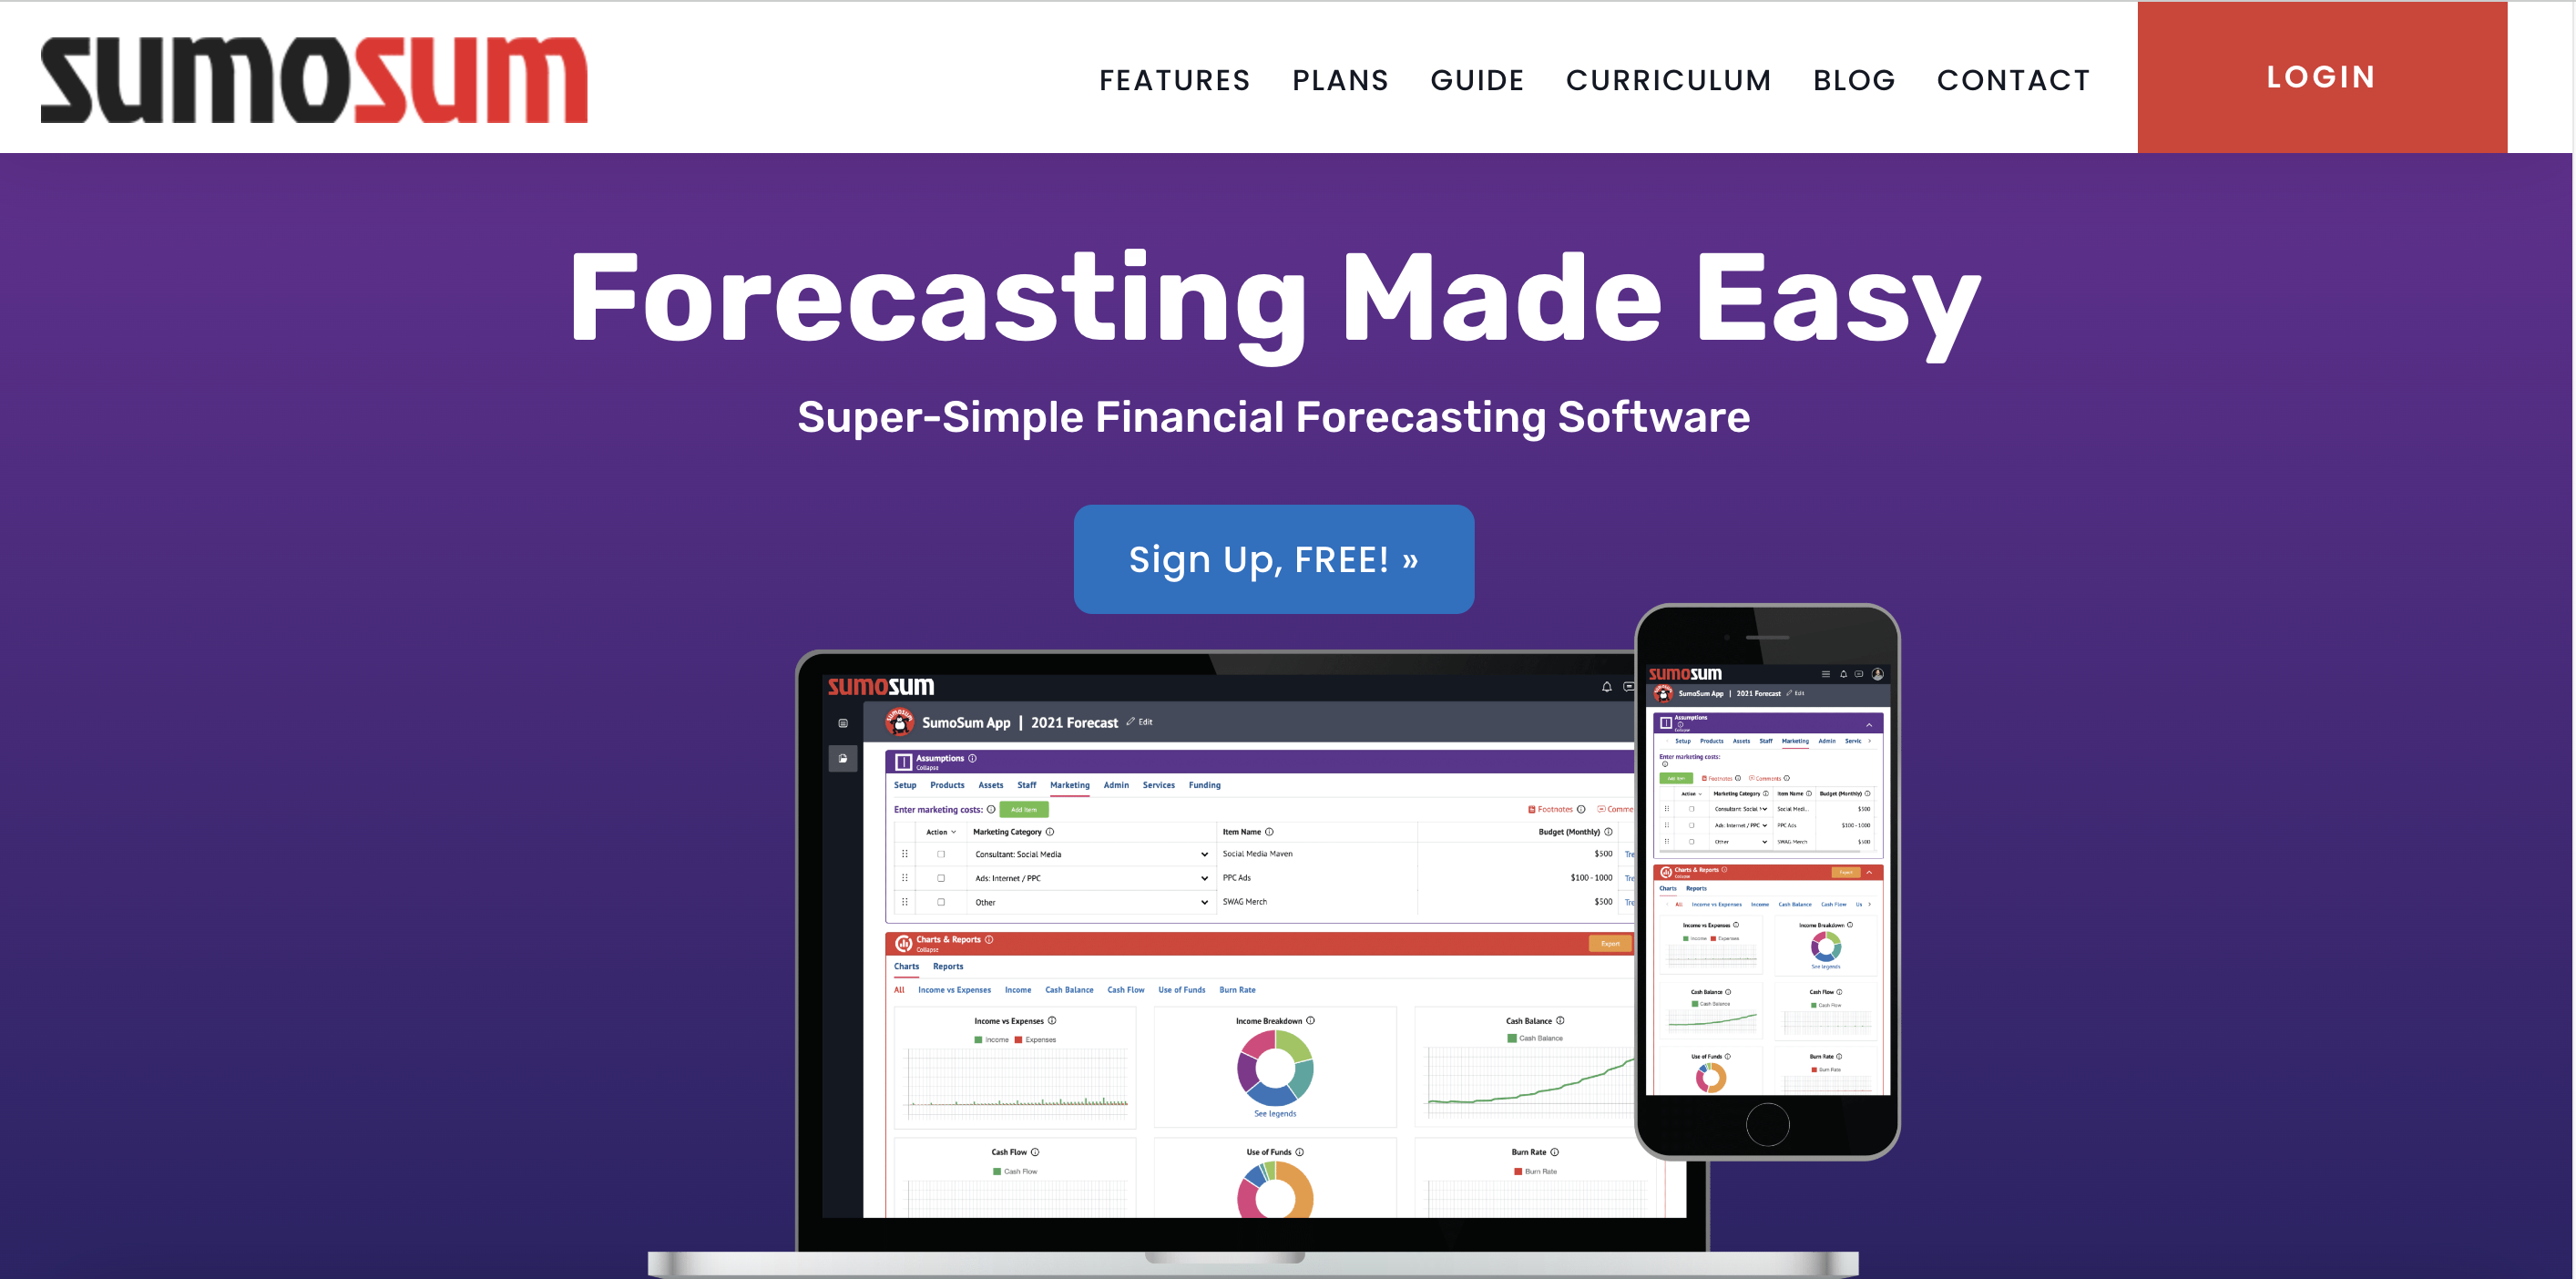 sumosum
FEATURES PLANS GUIDE CURRICULUM BLOG CONTACT LOGIN
Forecasting Made Easy
Super-Simple Financial Forecasting Software
Sign Up, FREE! »
sumosum
SumoSum App | 2021 Forecast Edit
Assumptions
Collapse
Setup Products Assets Staff Marketing Admin Services Funding
Enter marketing costs: Add Item Footnotes Comme
Action Marketing Category Item Name Budget (Monthly)
Consultant: Social Media Social Media Maven $500 Tre
Ads: Internet / PPC PPC Ads $100 - 1000 Tre
Other SWAG Merch $500 Tre
Charts & Reports Export
Collapse
Charts Reports
All Income vs Expenses Income Cash Balance Cash Flow Use of Funds Burn Rate
Income vs Expenses Income Breakdown Cash Balance
Income Expenses Cash Balance
See legends
Cash Flow Use of Funds Burn Rate
Cash Flow Burn Rate
sumosum
SumoSum App | 2021 Forecast Edit
Assumptions
Collapse
Setup Products Assets Staff Marketing Admin Servic
Enter marketing costs:
Add Item Footnotes Comments
Action Marketing Category Item Name Budget (Monthly)
Consultant: Social Social Medi... $500
Ads: Internet / PPC PPC Ads $100 - 1000
Other SWAG Merch $500
Charts & Reports Export
Collapse
Charts Reports
All Income vs Expenses Income Cash Balance Cash Flow Us
Income vs Expenses Income Breakdown
Income Expenses
See legends
Cash Balance Cash Flow
Cash Balance Cash Flow
Use of Funds Burn Rate
Burn Rate